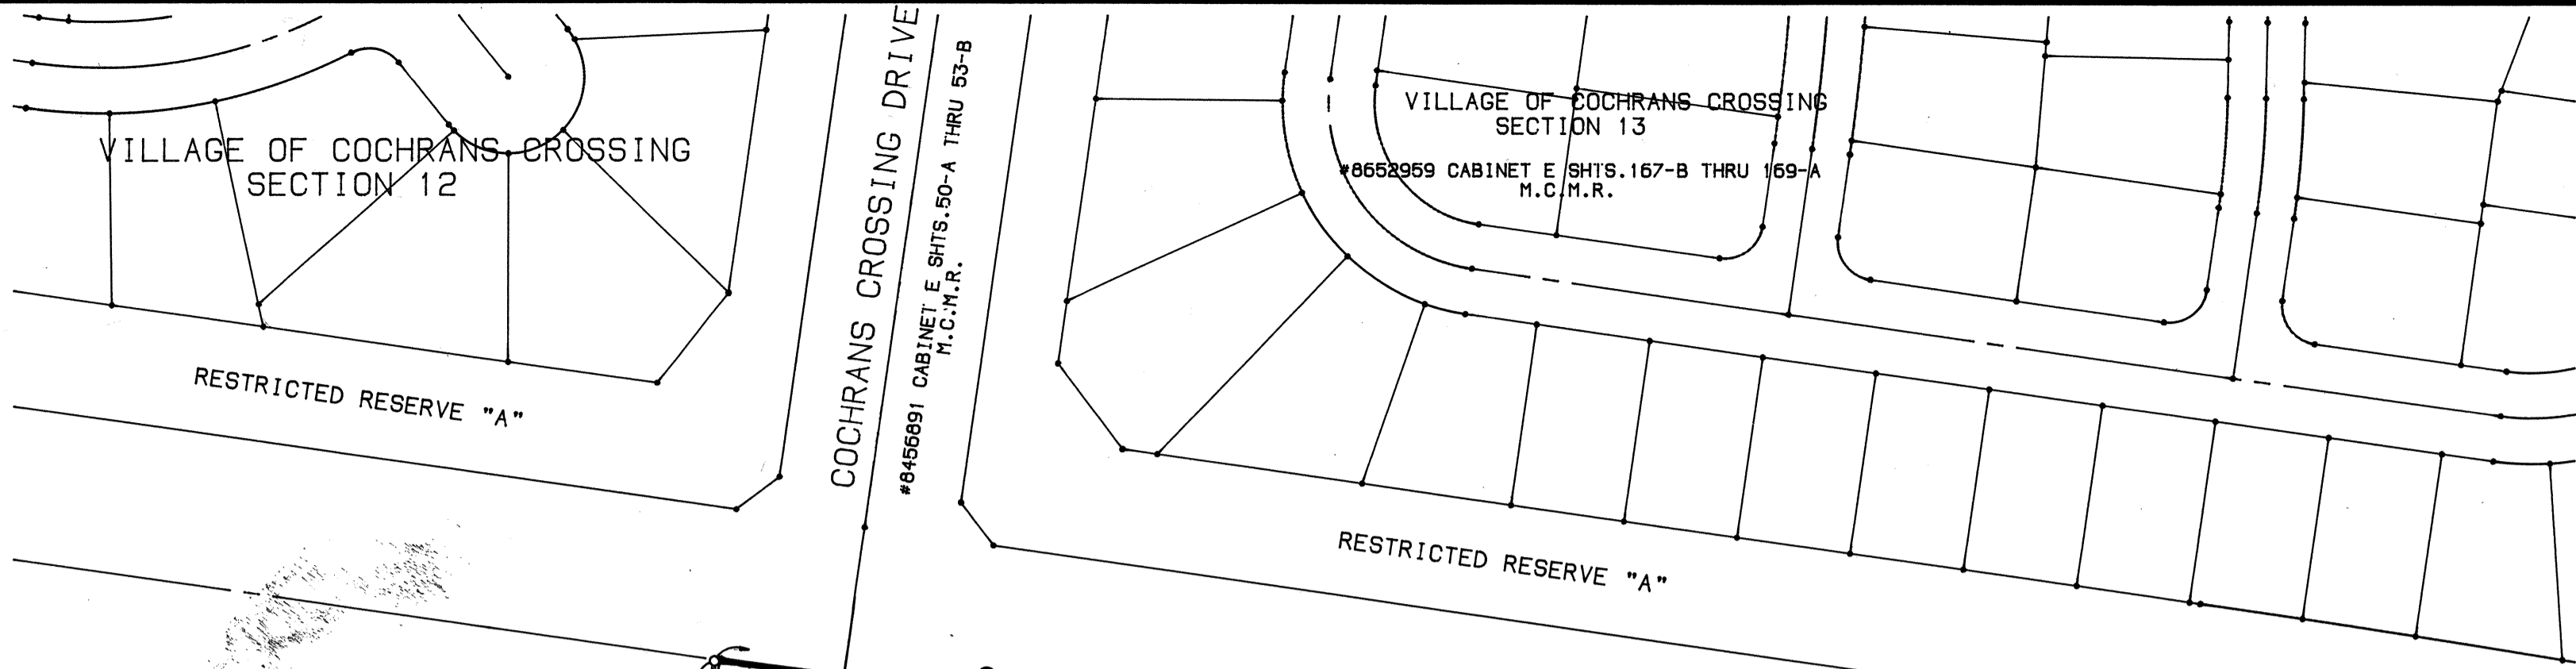 VILLAGE OF COCHRANS CROSSING
SECTION 12
RESTRICTED RESERVE "A"
COCHRANS CROSSING DRIVE
#8456891 CABINET E SHTS.50-A THRU 53-B
M.C.M.R.
VILLAGE OF COCHRANS CROSSING
SECTION 13
#8652959 CABINET E SHTS.167-B THRU 169-A
M.C.M.R.
RESTRICTED RESERVE "A"